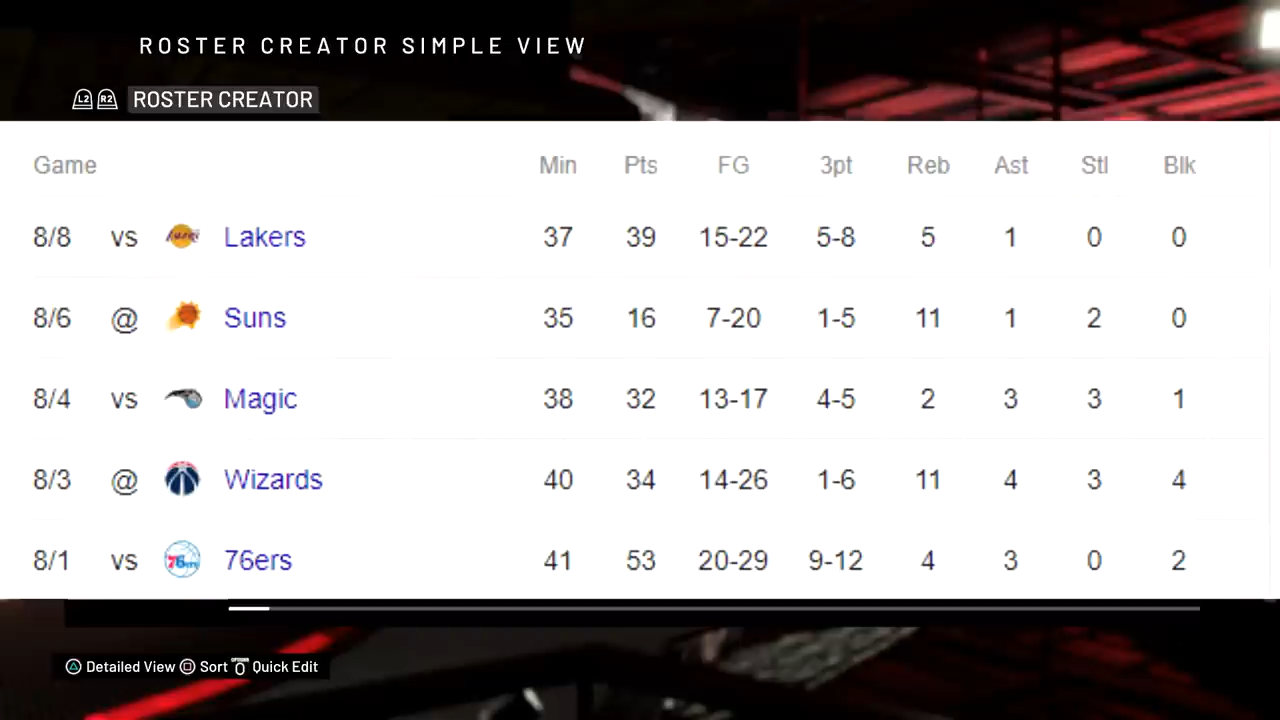 ROSTER CREATOR SIMPLE VIEW
L2 R2 ROSTER CREATOR
Game Min Pts FG 3pt Reb Ast Stl Blk
8/8 vs Lakers 37 39 15-22 5-8 5 1 0 0
8/6 @ Suns 35 16 7-20 1-5 11 1 2 0
8/4 vs Magic 38 32 13-17 4-5 2 3 3 1
8/3 @ Wizards 40 34 14-26 1-6 11 4 3 4
8/1 vs 76ers 41 53 20-29 9-12 4 3 0 2
Detailed View Sort OPTIONS Quick Edit